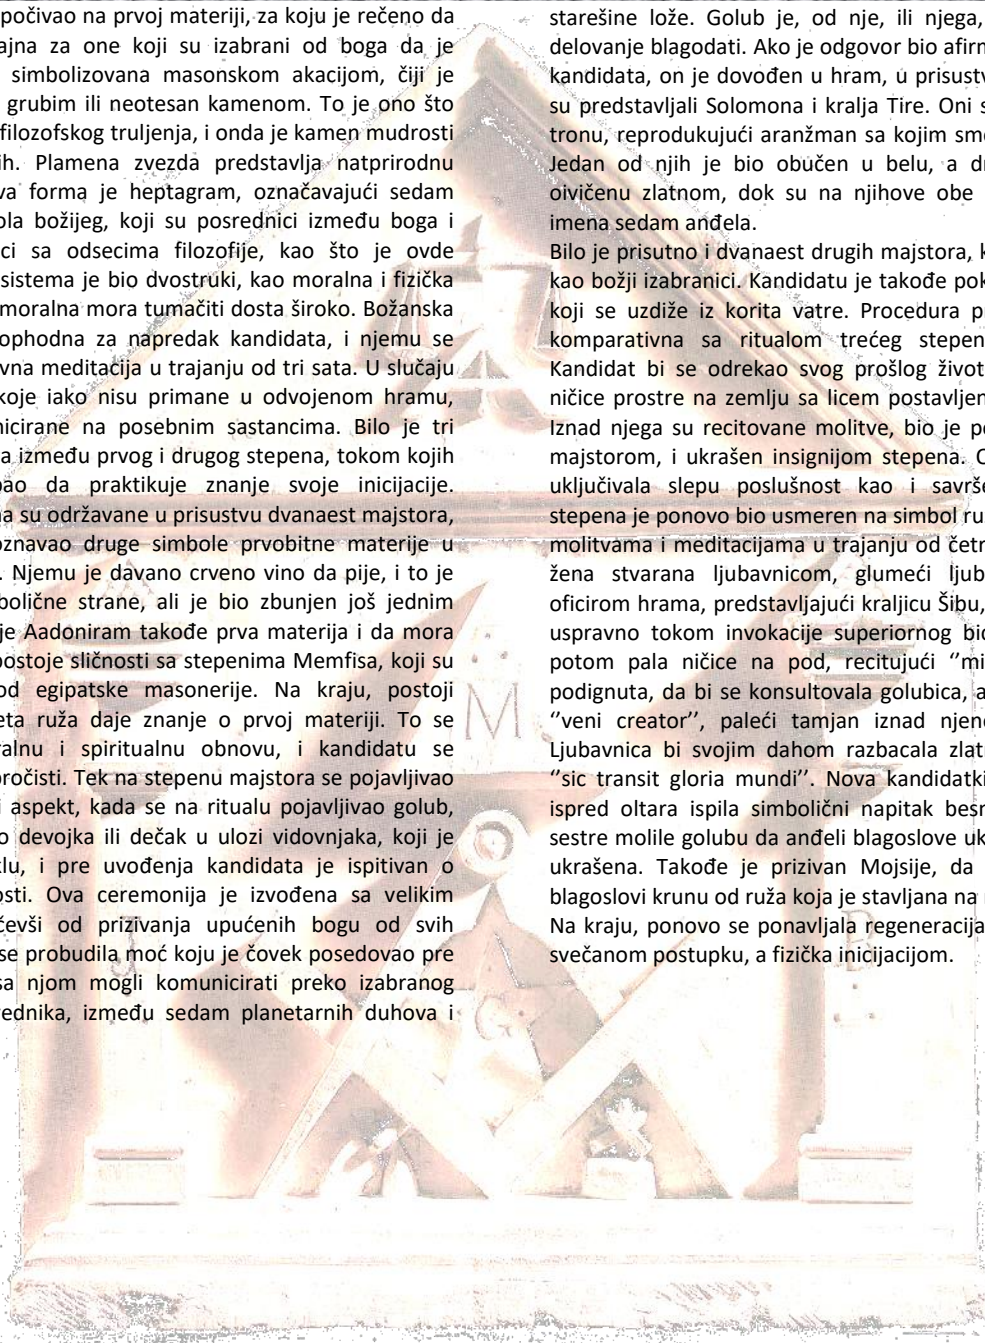 počivao na prvoj materiji, za koju je rečeno da
ajna za one koji su izabrani od boga da je
simbolizovana masonskom akacijom, čiji je
grubim ili neotesan kamenom. To je ono što
filozofskog truljenja, i onda je kamen mudrosti
ih. Plamena zvezda predstavlja natprirodnu
va forma je heptagram, označavajući sedam
ola božijeg, koji su posrednici između boga i
ci sa odsecima filozofije, kao što je ovde
sistema je bio dvostruki, kao moralna i fizička
moralna mora tumačiti dosta široko. Božanska
ophodna za napredak kandidata, i njemu se
vna meditacija u trajanju od tri sata. U slučaju
koje iako nisu primane u odvojenom hramu,
nicirane na posebnim sastancima. Bilo je tri
a između prvog i drugog stepena, tokom kojih
bao da praktikuje znanje svoje inicijacije.
na su održavane u prisustvu dvanaest majstora,
oznavao druge simbole prvobitne materije u
. Njemu je davano crveno vino da pije, i to je
bolične strane, ali je bio zbunjen još jednim
je Aadoniram takođe prva materija i da mora
postoje sličnosti sa stepenima Memfisa, koji su
od egipatske masonerije. Na kraju, postoji
eta ruža daje znanje o prvoj materiji. To se
ralnu i spiritualnu obnovu, i kandidatu se
pročisti. Tek na stepenu majstora se pojavljivao
i aspekt, kada se na ritualu pojavljivao golub,
o devojka ili dečak u ulozi vidovnjaka, koji je
klu, i pre uvođenja kandidata je ispitivan o
osti. Ova ceremonija je izvođena sa velikim
čevši od prizivanja upućenih bogu od svih
se probudila moć koju je čovek posedovao pre
sa njom mogli komunicirati preko izabranog
rednika, između sedam planetarnih duhova i
starešine lože. Golub je, od nje, ili njega,
delovanje blagodati. Ako je odgovor bio afirm
kandidata, on je dovođen u hram, u prisustv
su predstavljali Solomona i kralja Tire. Oni s
tronu, reprodukujući aranžman sa kojim sme
Jedan od njih je bio obučen u belu, a dr
oivičenu zlatnom, dok su na njihove obe
imena sedam anđela.
Bilo je prisutno i dvanaest drugih majstora, k
kao božji izabranici. Kandidatu je takođe pok
koji se uzdiže iz korita vatre. Procedura p
komparativna sa ritualom trećeg stepen
Kandidat bi se odrekao svog prošlog život
ničice prostre na zemlju sa licem postavljen
Iznad njega su recitovane molitve, bio je p
majstorom, i ukrašen insignijom stepena. O
uključivala slepu poslušnost kao i savrše
stepena je ponovo bio usmeren na simbol ru
molitvama i meditacijama u trajanju od četr
žena stvarana ljubavnicom, glumeći ljub
oficirom hrama, predstavljajući kraljicu Šibu,
uspravno tokom invokacije superiornog bić
potom pala ničice na pod, recitujući ‘’mi
podignuta, da bi se konsultovala golubica, a
‘’veni creator’’, paleći tamjan iznad njen
Ljubavnica bi svojim dahom razbacala zlat
‘’sic transit gloria mundi’’. Nova kandidatki
ispred oltara ispila simbolični napitak besr
sestre molile golubu da anđeli blagoslove uk
ukrašena. Takođe je prizivan Mojsije, da
blagoslovi krunu od ruža koja je stavljana na
Na kraju, ponovo se ponavljala regeneracija
svečanom postupku, a fizička inicijacijom.
M
J
B
G